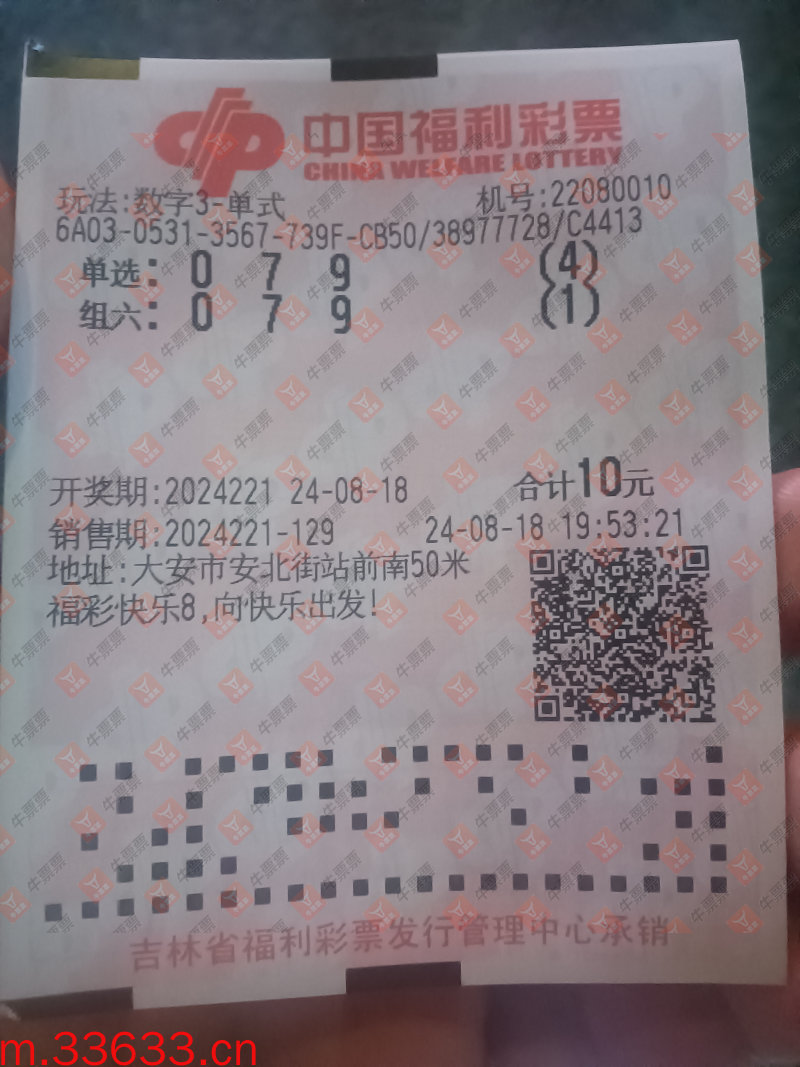 中国福利彩票
CHINA WELFARE LOTTERY
玩法:数字3-单式 机号:22080010
6A03-0531-3567-739F-CB50/38977728/C4413
单选: 0 7 9 (4)
组六: 0 7 9 (1)
开奖期:2024221 24-08-18 合计10元
销售期:2024221-129 24-08-18 19:53:21
地址:大安市安北街站前南50米
福彩快乐8,向快乐出发!
吉林省福利彩票发行管理中心承销
m.33633.cn
牛票票